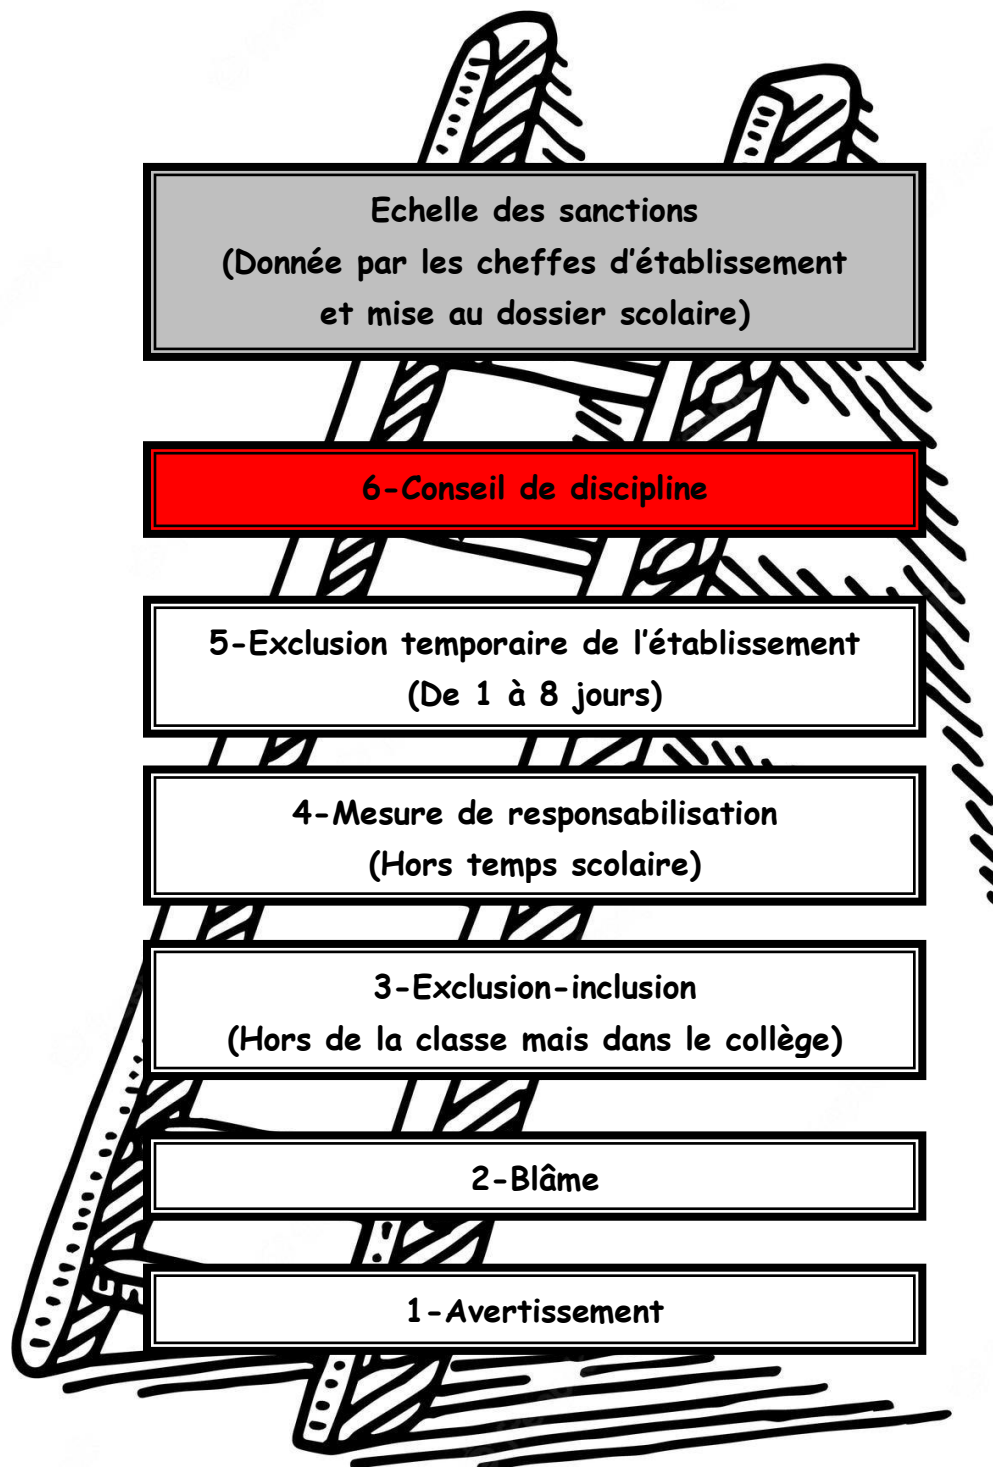 Echelle des sanctions
(Donnée par les cheffes d’établissement
et mise au dossier scolaire)
6-Conseil de discipline
5-Exclusion temporaire de l’établissement
(De 1 à 8 jours)
4-Mesure de responsabilisation
(Hors temps scolaire)
3-Exclusion-inclusion
(Hors de la classe mais dans le collège)
2-Blâme
1-Avertissement